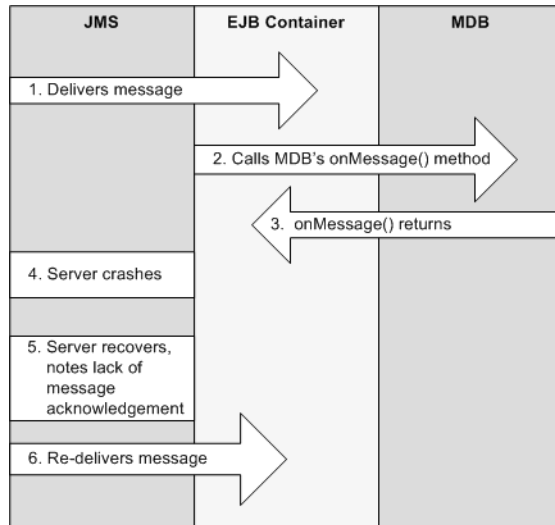 JMS
EJB Container
MDB
1. Delivers message
2. Calls MDB's onMessage() method
3. onMessage() returns
4. Server crashes
5. Server recovers,
notes lack of
message
acknowledgement
6. Re-delivers message